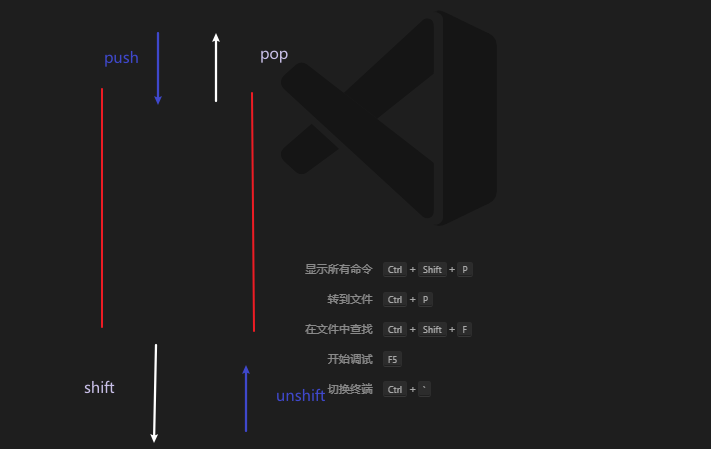 push
pop
显示所有命令 Ctrl + Shift + P
转到文件 Ctrl + P
在文件中查找 Ctrl + Shift + F
开始调试 F5
shift
unshift
切换终端 Ctrl + `